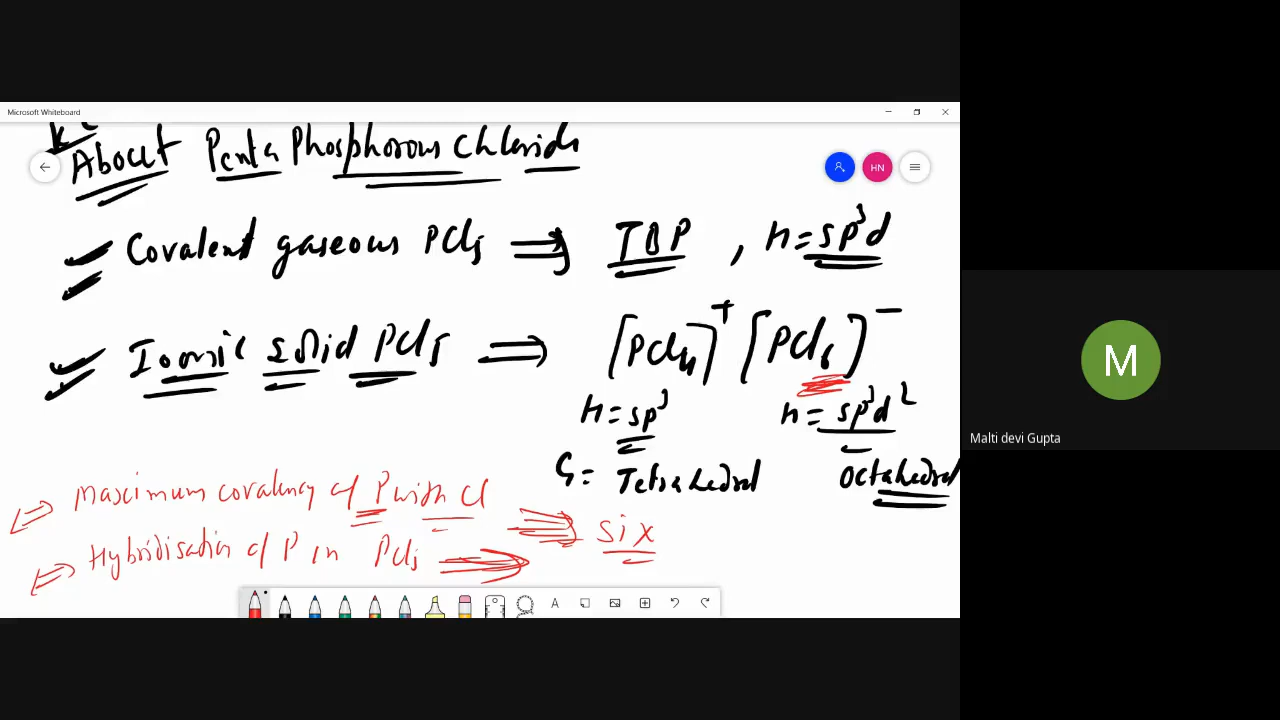 Microsoft Whiteboard
About Penta Phosphorous Chloride
HN
Covalent gaseous PCl5 ⇒ TBP, h = sp³d
Ionic solid PCl5 ⇒ [PCl4]⁺ [PCl6]⁻
h = sp³ h = sp³d²
G = Tetrahedral Octahedral
Maximum covalency of P with Cl ⇒ six
Hybridisation of P in PCl5 ⇒
A
M
Malti devi Gupta